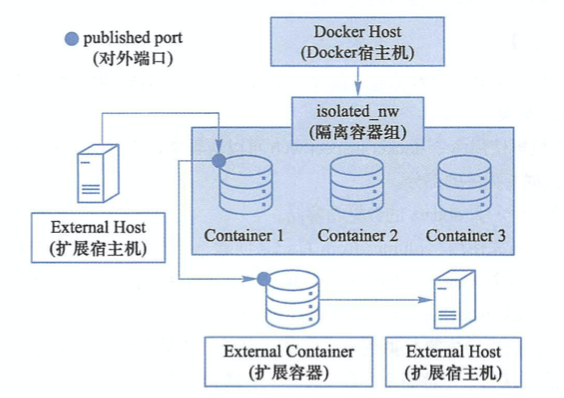 published port
(对外端口)
Docker Host
(Docker宿主机)
isolated_nw
(隔离容器组)
External Host
(扩展宿主机)
Container 1
Container 2
Container 3
External Container
(扩展容器)
External Host
(扩展宿主机)